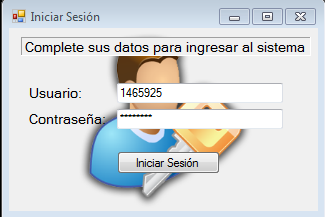 Iniciar Sesión
Complete sus datos para ingresar al sistema
Usuario: 1465925
Contraseña: ********
Iniciar Sesión